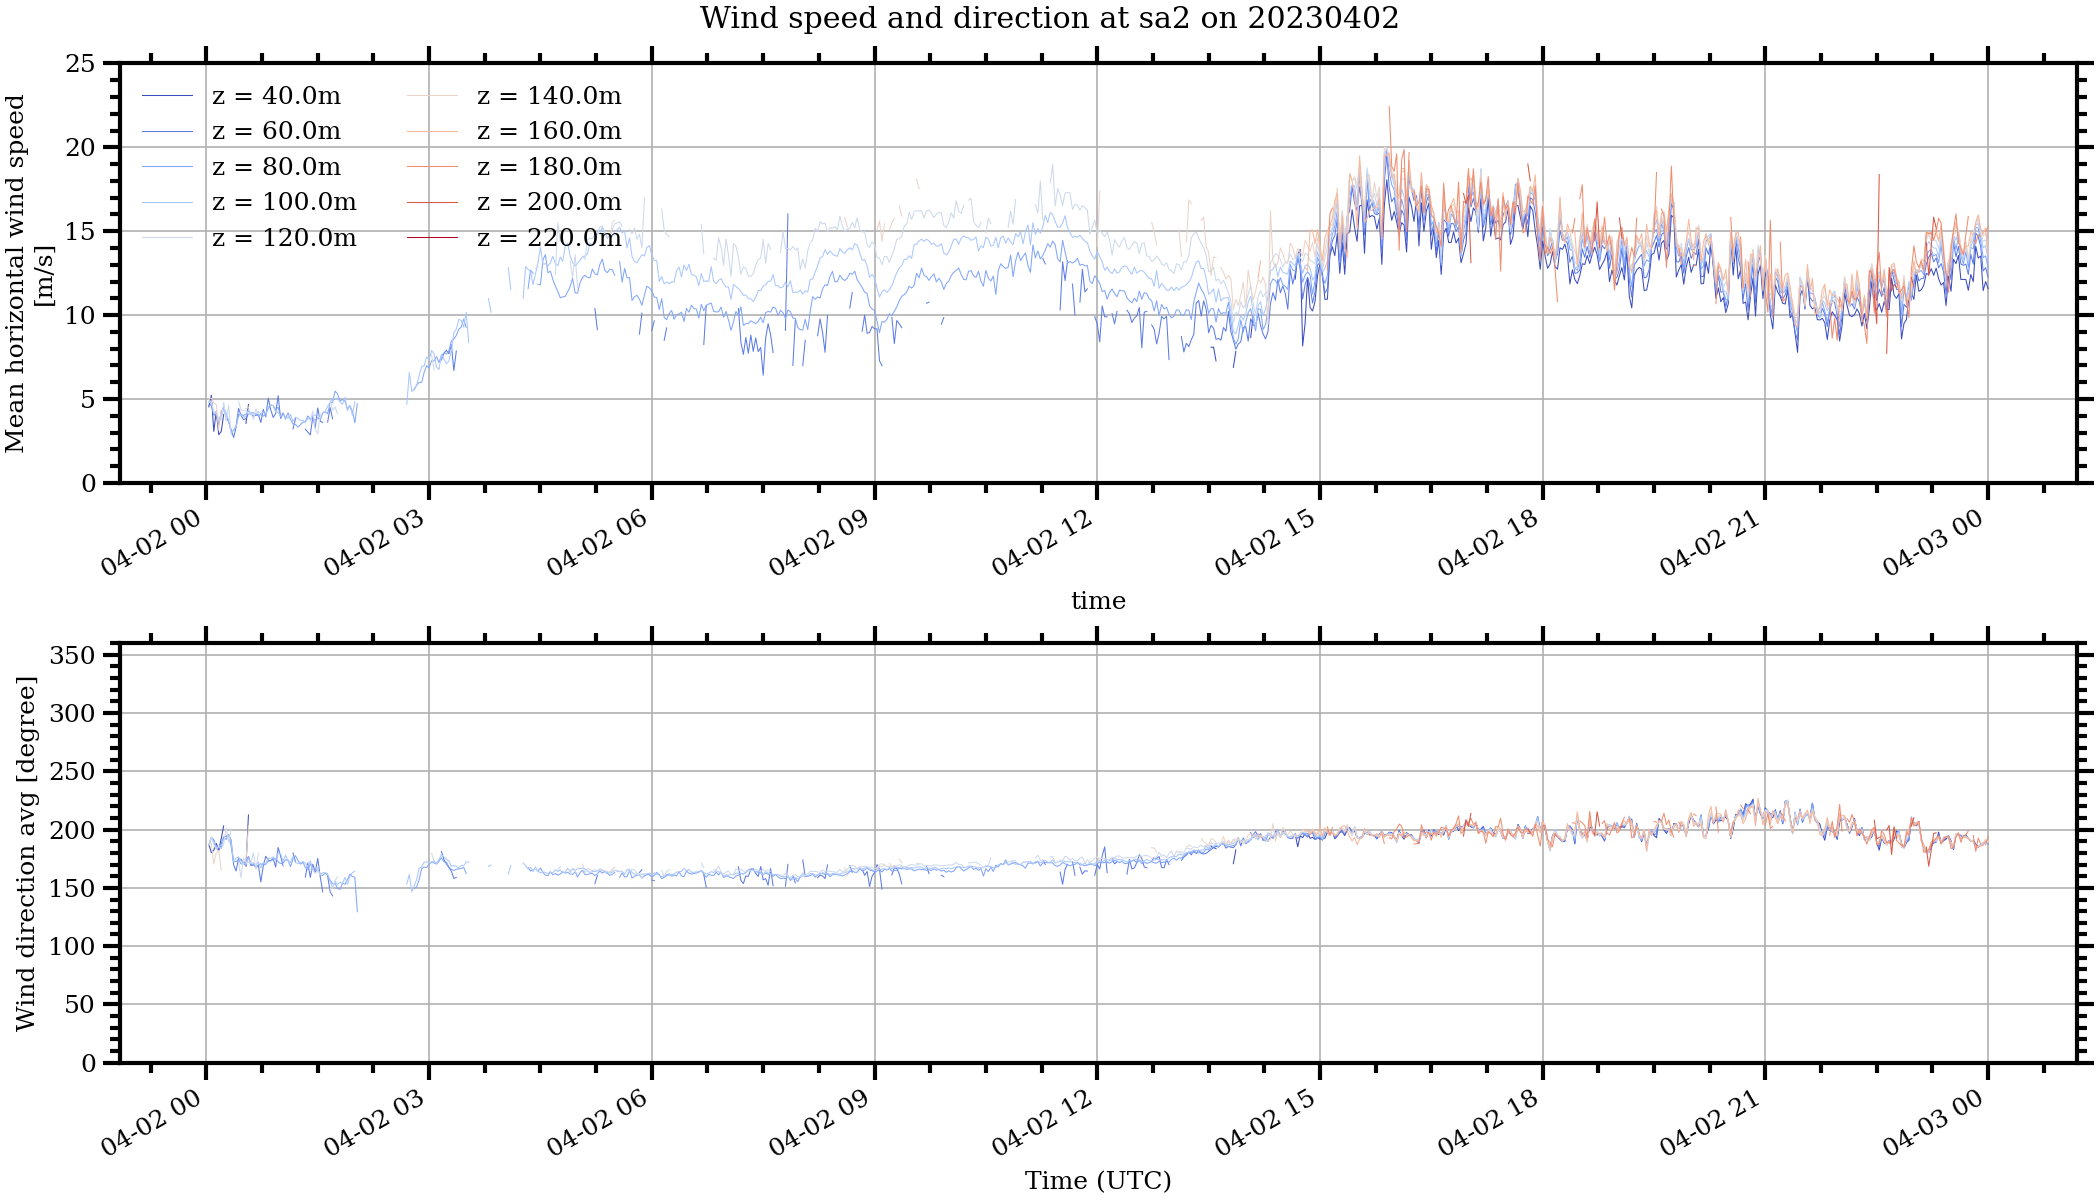 Wind speed and direction at sa2 on 20230402
Mean horizontal wind speed
[m/s]
25
20
15
10
5
0
z = 40.0m
z = 60.0m
z = 80.0m
z = 100.0m
z = 120.0m
z = 140.0m
z = 160.0m
z = 180.0m
z = 200.0m
z = 220.0m
04-02 00
04-02 03
04-02 06
04-02 09
04-02 12
04-02 15
04-02 18
04-02 21
04-03 00
time
Wind direction avg [degree]
350
300
250
200
150
100
50
0
04-02 00
04-02 03
04-02 06
04-02 09
04-02 12
04-02 15
04-02 18
04-02 21
04-03 00
Time (UTC)